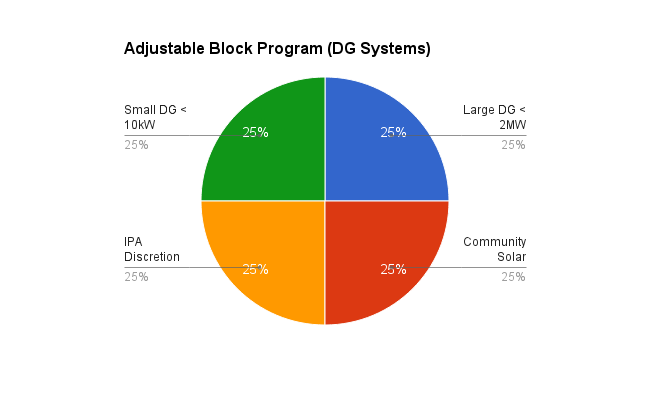 Adjustable Block Program (DG Systems)
Small DG <
10kW
25%
25%
25%
Large DG <
2MW
25%
IPA
Discretion
25%
25%
25%
Community
Solar
25%